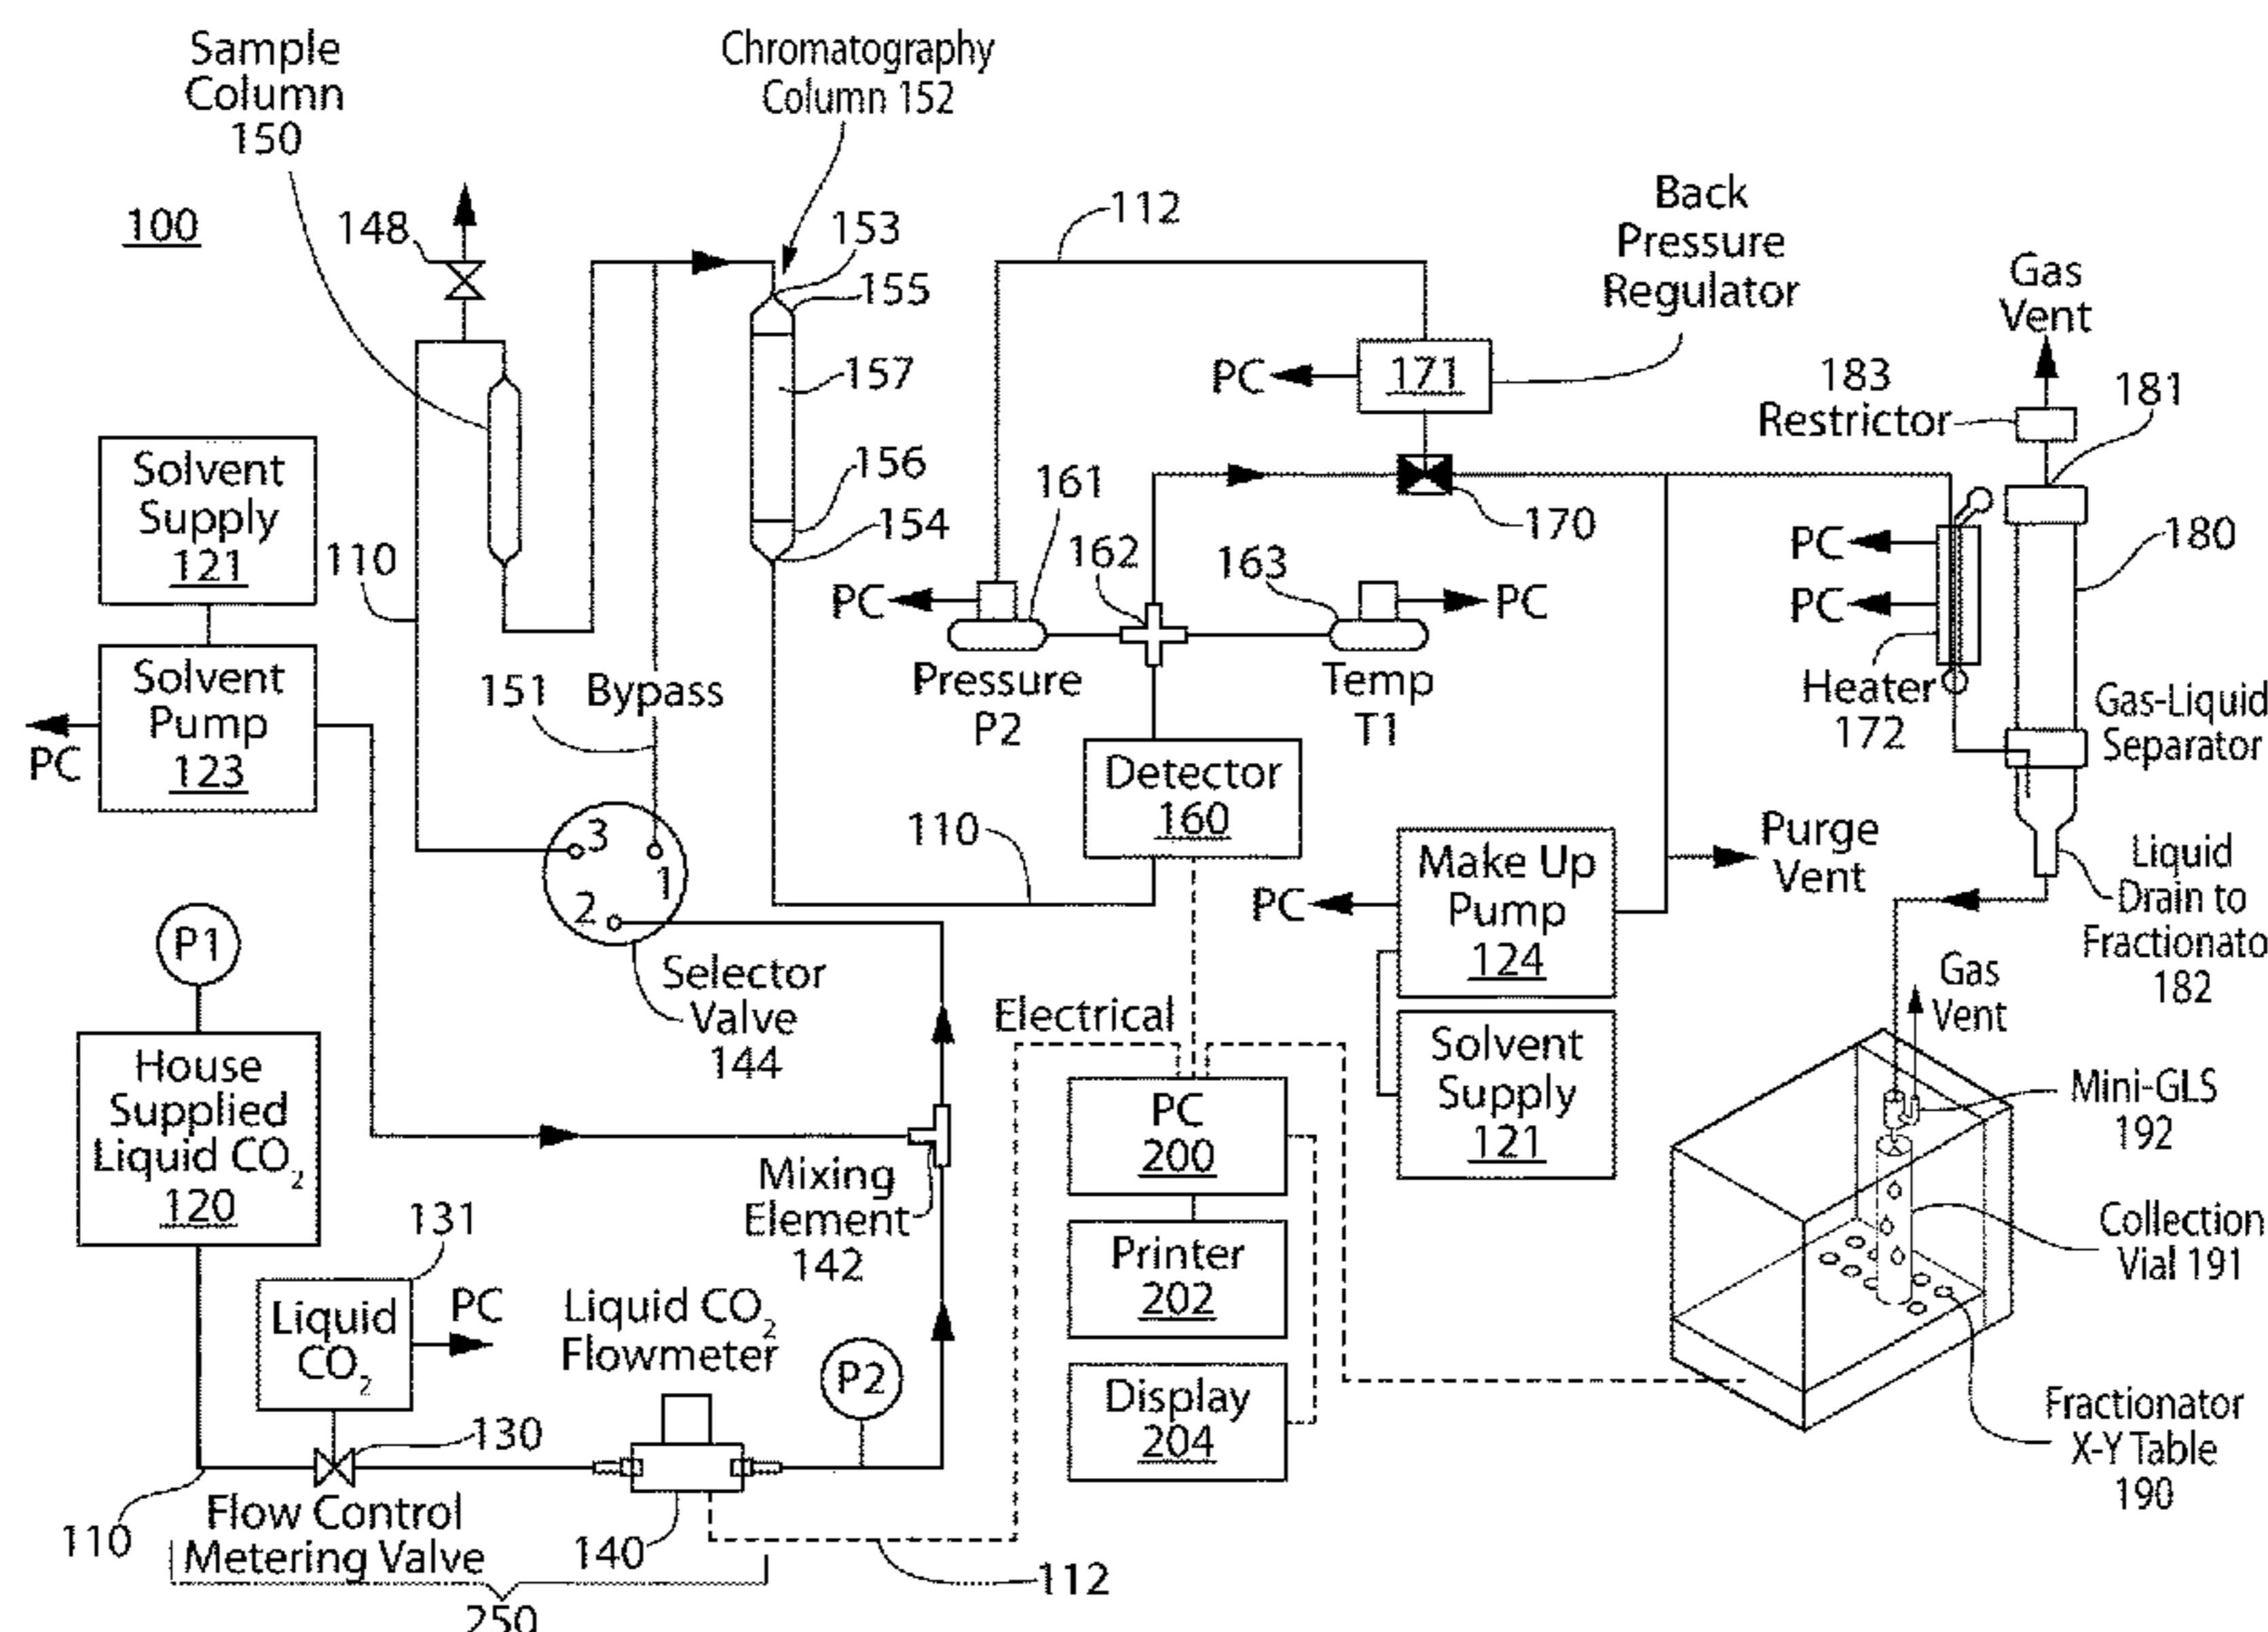 Sample
Column
150
Chromatography
Column 152
100
148
153
155
157
156
154
112
Back
Pressure
Regulator
PC
171
Gas
Vent
183
Restrictor
181
180
Solvent
Supply
121
110
161
162
163
170
PC
PC
Pressure
P2
Temp
T1
PC
PC
Heater
172
Gas-Liquid
Separator
Solvent
Pump
123
PC
151
Bypass
Detector
160
110
3
1
2
Selector
Valve
144
Make Up
Pump
124
PC
Purge
Vent
Liquid
Drain to
Fractionato
182
P1
House
Supplied
Liquid CO2
120
Electrical
Solvent
Supply
121
Gas
Vent
Mini-GLS
192
PC
200
Mixing
Element
142
Printer
202
Collection
Vial 191
131
Liquid
CO2
PC
Liquid CO2
Flowmeter
P2
Display
204
Fractionator
X-Y Table
190
130
110
Flow Control
Metering Valve
140
112
250